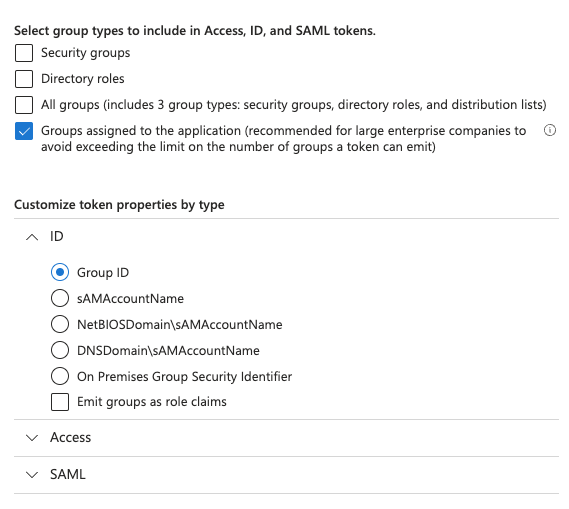 Select group types to include in Access, ID, and SAML tokens.
Security groups
Directory roles
All groups (includes 3 group types: security groups, directory roles, and distribution lists)
Groups assigned to the application (recommended for large enterprise companies to
avoid exceeding the limit on the number of groups a token can emit)
Customize token properties by type
ID
Group ID
sAMAccountName
NetBIOSDomain\sAMAccountName
DNSDomain\sAMAccountName
On Premises Group Security Identifier
Emit groups as role claims
Access
SAML